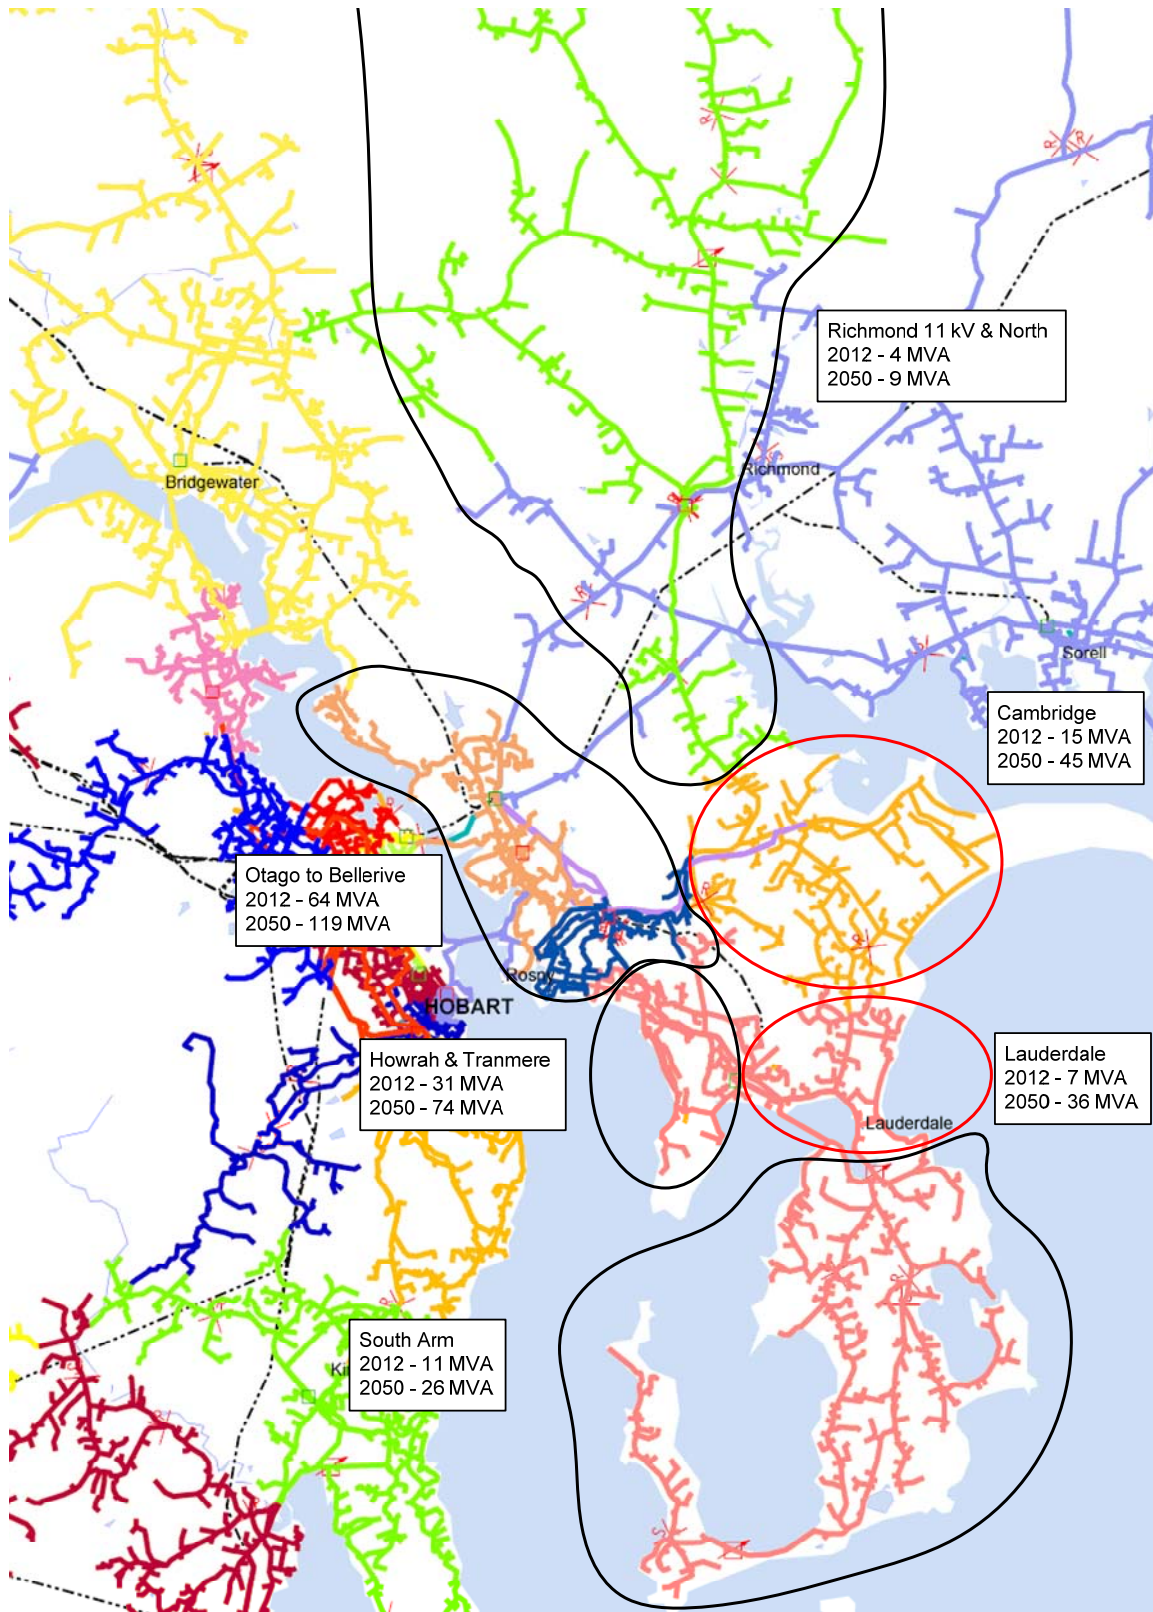 Richmond 11 kV & North
2012 - 4 MVA
2050 - 9 MVA
Richmond
Bridgewater
Sorell
Cambridge
2012 - 15 MVA
2050 - 45 MVA
Otago to Bellerive
2012 - 64 MVA
2050 - 119 MVA
Rosny
HOBART
Howrah & Tranmere
2012 - 31 MVA
2050 - 74 MVA
Lauderdale
2012 - 7 MVA
2050 - 36 MVA
Lauderdale
South Arm
2012 - 11 MVA
2050 - 26 MVA